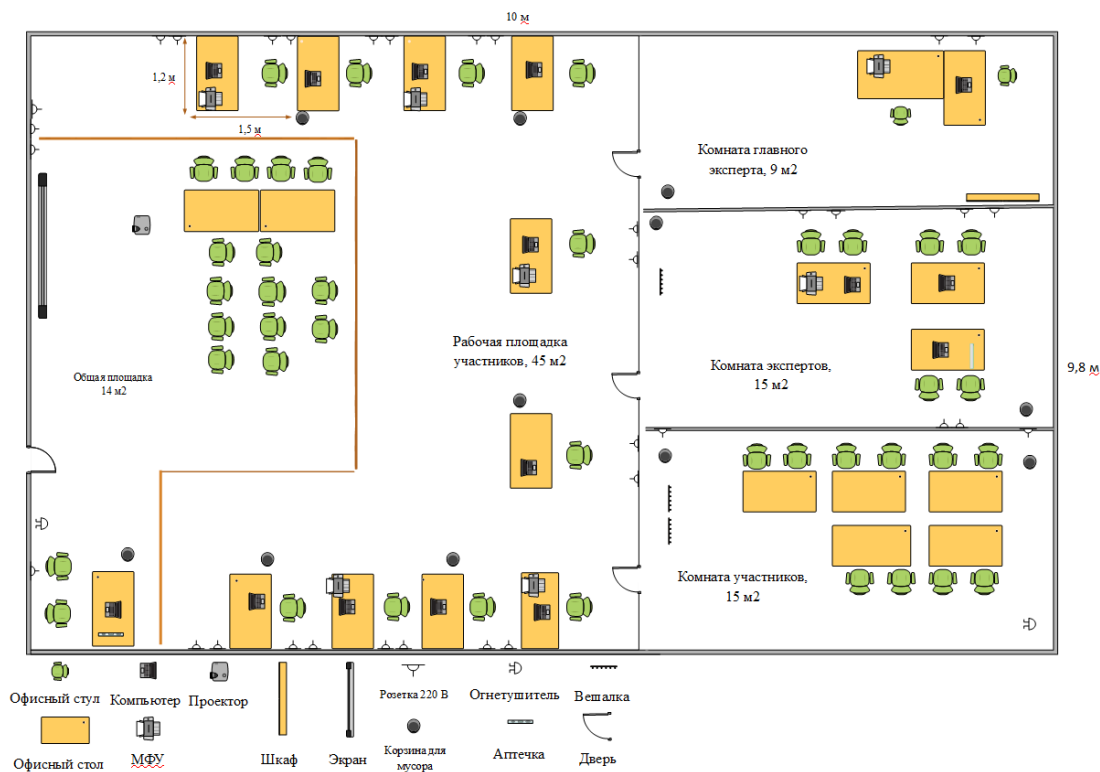 10 м
1,2 м
1,5 м
Комната главного
эксперта, 9 м2
Рабочая площадка
участников, 45 м2
Комната экспертов,
15 м2
9,8 м
Общая площадка
14 м2
Комната участников,
15 м2
Офисный стул
Компьютер
Проектор
Розетка 220 В
Огнетушитель
Вешалка
Офисный стол
МФУ
Шкаф
Экран
Корзина для
мусора
Аптечка
Дверь